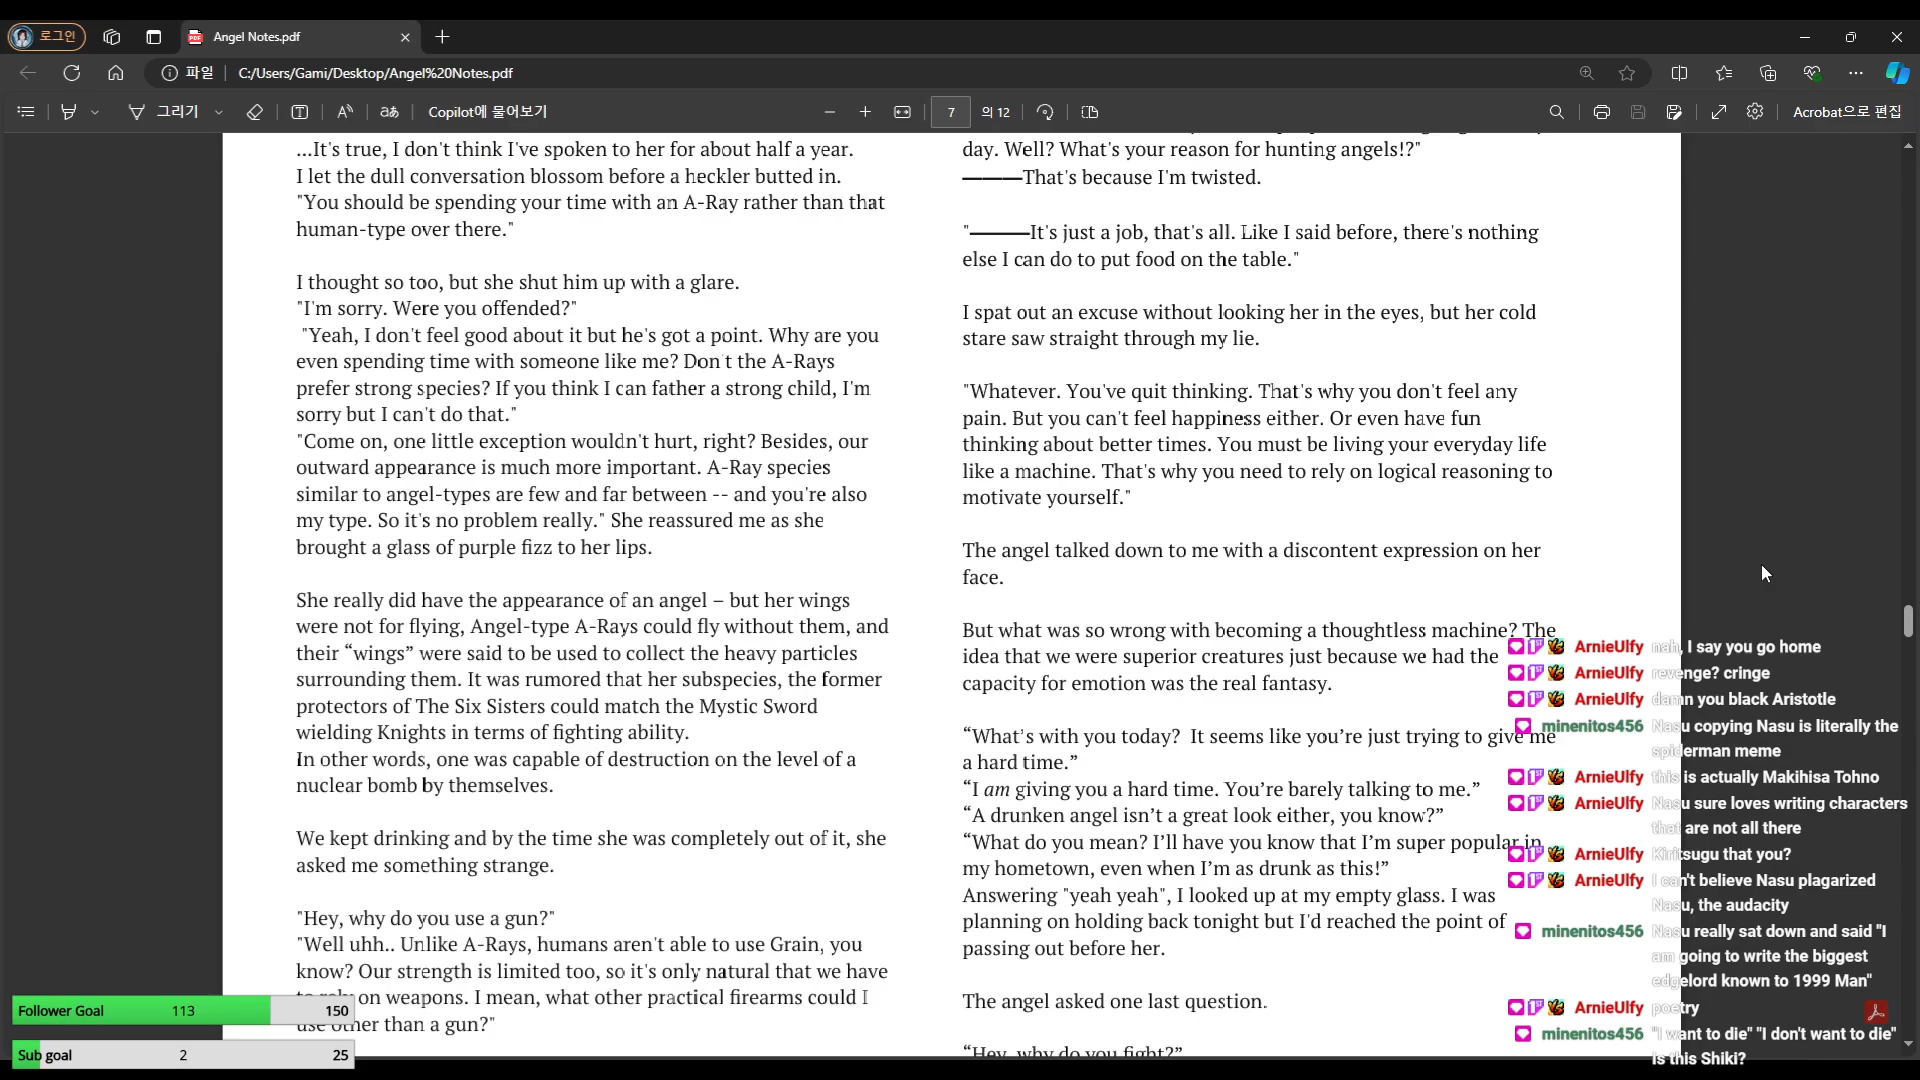 로그인
Angel Notes.pdf
파일
C:/Users/Gami/Desktop/Angel%20Notes.pdf
그리기
aあ
Copilot에 물어보기
7
의 12
Acrobat으로 편집
...It's true, I don't think I've spoken to her for about half a year.
I let the dull conversation blossom before a heckler butted in.
"You should be spending your time with an A-Ray rather than that
human-type over there."
I thought so too, but she shut him up with a glare.
"I'm sorry. Were you offended?"
"Yeah, I don't feel good about it but he's got a point. Why are you
even spending time with someone like me? Don't the A-Rays
prefer strong species? If you think I can father a strong child, I'm
sorry but I can't do that."
"Come on, one little exception wouldn't hurt, right? Besides, our
outward appearance is much more important. A-Ray species
similar to angel-types are few and far between -- and you're also
my type. So it's no problem really." She reassured me as she
brought a glass of purple fizz to her lips.
She really did have the appearance of an angel – but her wings
were not for flying, Angel-type A-Rays could fly without them, and
their “wings” were said to be used to collect the heavy particles
surrounding them. It was rumored that her subspecies, the former
protectors of The Six Sisters could match the Mystic Sword
wielding Knights in terms of fighting ability.
In other words, one was capable of destruction on the level of a
nuclear bomb by themselves.
We kept drinking and by the time she was completely out of it, she
asked me something strange.
"Hey, why do you use a gun?"
"Well uhh.. Unlike A-Rays, humans aren't able to use Grain, you
know? Our strength is limited too, so it's only natural that we have
to rely on weapons. I mean, what other practical firearms could I
use other than a gun?"
day. Well? What's your reason for hunting angels!?"
———That's because I'm twisted.
"———It's just a job, that's all. Like I said before, there's nothing
else I can do to put food on the table."
I spat out an excuse without looking her in the eyes, but her cold
stare saw straight through my lie.
"Whatever. You've quit thinking. That's why you don't feel any
pain. But you can't feel happiness either. Or even have fun
thinking about better times. You must be living your everyday life
like a machine. That's why you need to rely on logical reasoning to
motivate yourself."
The angel talked down to me with a discontent expression on her
face.
But what was so wrong with becoming a thoughtless machine? The
idea that we were superior creatures just because we had the
capacity for emotion was the real fantasy.
“What's with you today?  It seems like you’re just trying to give me
a hard time.”
“I am giving you a hard time. You’re barely talking to me.”
“A drunken angel isn’t a great look either, you know?”
“What do you mean? I’ll have you know that I’m super popular in
my hometown, even when I’m as drunk as this!”
Answering "yeah yeah", I looked up at my empty glass. I was
planning on holding back tonight but I'd reached the point of
passing out before her.
The angel asked one last question.
“Hey, why do you fight?”
ArnieUlfy nah, I say you go home
ArnieUlfy revenge? cringe
ArnieUlfy damn you black Aristotle
minenitos456 Nasu copying Nasu is literally the
spiderman meme
ArnieUlfy this is actually Makihisa Tohno
ArnieUlfy Nasu sure loves writing characters
that are not all there
ArnieUlfy Kiritsugu that you?
ArnieUlfy I can't believe Nasu plagarized
Nasu, the audacity
minenitos456 Nasu really sat down and said "I
am going to write the biggest
edgelord known to 1999 Man"
ArnieUlfy poetry
minenitos456 "I want to die" "I don't want to die"
is this Shiki?
Follower Goal 113 150
Sub goal 2 25